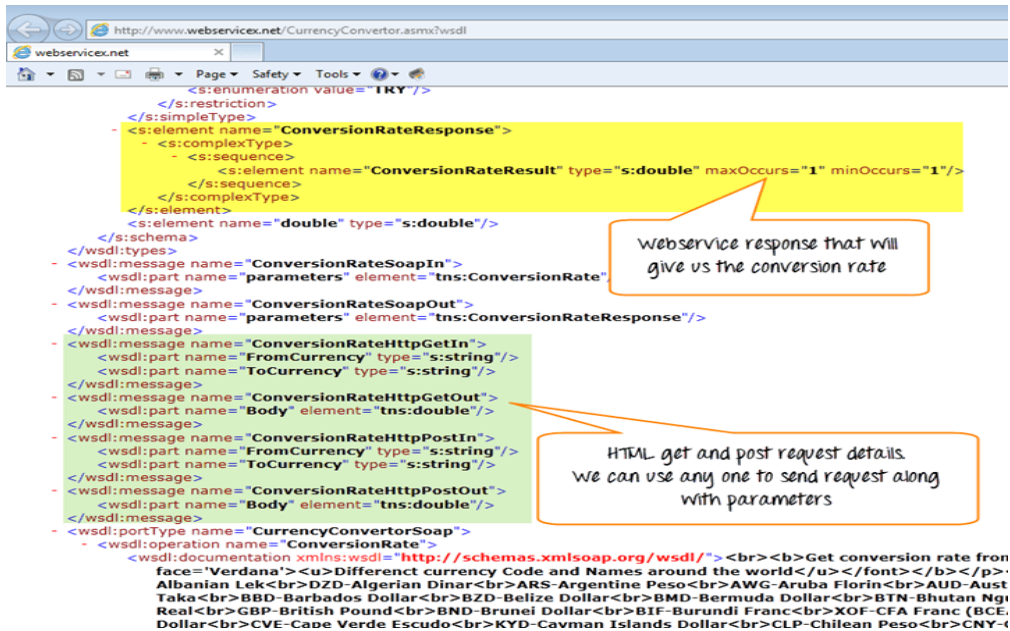 http://www.webservicex.net/CurrencyConvertor.asmx?wsdl
webservicex.net ×
Page Safety Tools
<s:enumeration value="TRY"/>
</s:restriction>
</s:simpleType>
- <s:element name="ConversionRateResponse">
- <s:complexType>
- <s:sequence>
<s:element name="ConversionRateResult" type="s:double" maxOccurs="1" minOccurs="1"/>
</s:sequence>
</s:complexType>
</s:element>
<s:element name="double" type="s:double"/>
</s:schema>
</wsdl:types>
- <wsdl:message name="ConversionRateSoapIn">
<wsdl:part name="parameters" element="tns:ConversionRate"
</wsdl:message>
- <wsdl:message name="ConversionRateSoapOut">
<wsdl:part name="parameters" element="tns:ConversionRateResponse"/>
</wsdl:message>
Webservice response that will
give us the conversion rate
- <wsdl:message name="ConversionRateHttpGetIn">
<wsdl:part name="FromCurrency" type="s:string"/>
<wsdl:part name="ToCurrency" type="s:string"/>
</wsdl:message>
- <wsdl:message name="ConversionRateHttpGetOut">
<wsdl:part name="Body" element="tns:double"/>
</wsdl:message>
- <wsdl:message name="ConversionRateHttpPostIn">
<wsdl:part name="FromCurrency" type="s:string"/>
<wsdl:part name="ToCurrency" type="s:string"/>
</wsdl:message>
- <wsdl:message name="ConversionRateHttpPostOut">
<wsdl:part name="Body" element="tns:double"/>
</wsdl:message>
HTML get and post request details.
We can use any one to send request along
with parameters
- <wsdl:portType name="CurrencyConvertorSoap">
- <wsdl:operation name="ConversionRate">
<wsdl:documentation xmlns:wsdl="http://schemas.xmlsoap.org/wsdl/"><br><b>Get conversion rate from
face='Verdana'><u>Differenct currency Code and Names around the world</u></font></b></p>
Albanian Lek<br>DZD-Algerian Dinar<br>ARS-Argentine Peso<br>AWG-Aruba Florin<br>AUD-Aust
Taka<br>BBD-Barbados Dollar<br>BZD-Belize Dollar<br>BMD-Bermuda Dollar<br>BTN-Bhutan Ngu
Real<br>GBP-British Pound<br>BND-Brunei Dollar<br>BIF-Burundi Franc<br>XOF-CFA Franc (BCE
Dollar<br>CVE-Cape Verde Escudo<br>KYD-Cayman Islands Dollar<br>CLP-Chilean Peso<br>CNY-